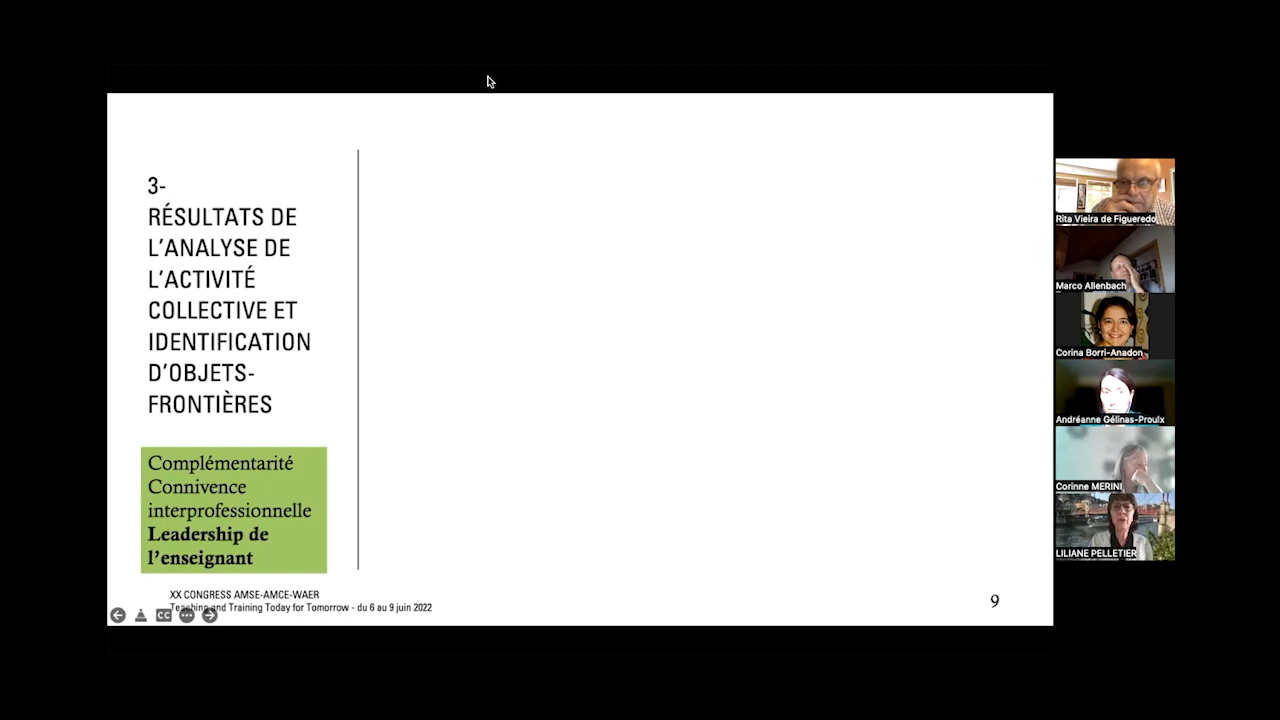 3-
RÉSULTATS DE
L'ANALYSE DE
L'ACTIVITÉ
COLLECTIVE ET
IDENTIFICATION
D'OBJETS-
FRONTIÈRES
Complémentarité
Connivence
interprofessionnelle
Leadership de
l'enseignant
XX CONGRESS AMSE-AMCE-WAER
Teaching and Training Today for Tomorrow - du 6 au 9 juin 2022
CC
9
Rita Vieira de Figueredo
Marco Allenbach
Corina Borri-Anadon
Andréanne Gélinas-Proulx
Corinne MERINI
LILIANE PELLETIER